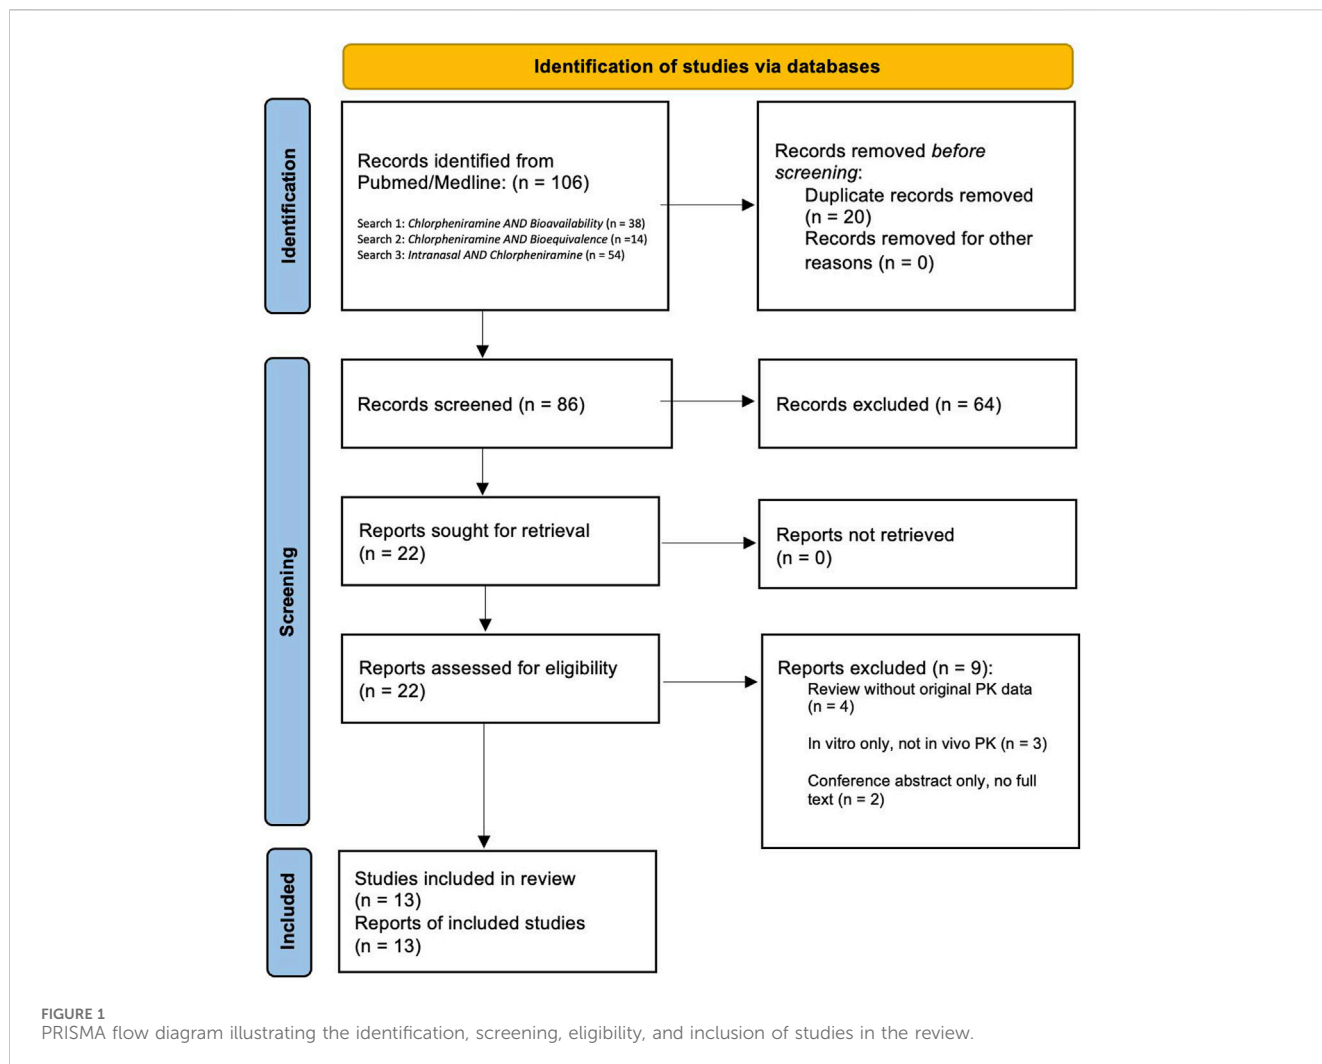 Identification of studies via databases
Identification
Records identified from
Pubmed/Medline: (n = 106)
Search 1: Chlorpheniramine AND Bioavailability (n = 38)
Search 2: Chlorpheniramine AND Bioequivalence (n =14)
Search 3: Intranasal AND Chlorpheniramine (n = 54)
Records removed before
screening:
Duplicate records removed
(n = 20)
Records removed for other
reasons (n = 0)
Screening
Records screened (n = 86)
Records excluded (n = 64)
Reports sought for retrieval
(n = 22)
Reports not retrieved
(n = 0)
Reports assessed for eligibility
(n = 22)
Reports excluded (n = 9):
Review without original PK data
(n = 4)
In vitro only, not in vivo PK (n = 3)
Conference abstract only, no full
text (n = 2)
Included
Studies included in review
(n = 13)
Reports of included studies
(n = 13)
FIGURE 1
PRISMA flow diagram illustrating the identification, screening, eligibility, and inclusion of studies in the review.